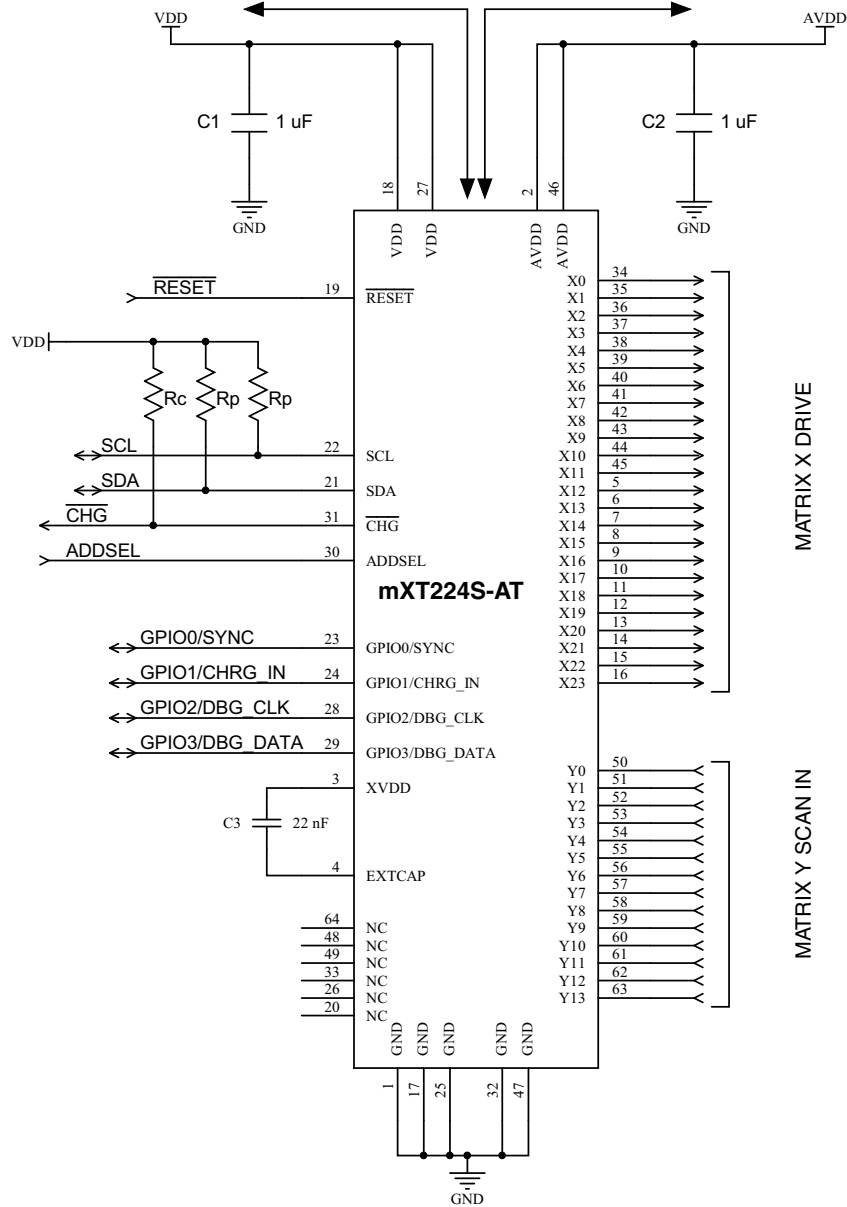 VDD
AVDD
C1
1 uF
C2
1 uF
GND
GND
18
27
2
46
VDD
VDD
AVDD
AVDD
RESET
19
RESET
VDD
Rc
Rp
Rp
SCL
22
SCL
SDA
21
SDA
CHG
31
CHG
ADDSEL
30
ADDSEL
mXT224S-AT
GPIO0/SYNC
23
GPIO0/SYNC
GPIO1/CHRG_IN
24
GPIO1/CHRG_IN
GPIO2/DBG_CLK
28
GPIO2/DBG_CLK
GPIO3/DBG_DATA
29
GPIO3/DBG_DATA
3
XVDD
C3
22 nF
4
EXTCAP
64
NC
48
NC
49
NC
33
NC
26
NC
20
NC
X0
34
X1
35
X2
36
X3
37
X4
38
X5
39
X6
40
X7
41
X8
42
X9
43
X10
44
X11
45
X12
5
X13
6
X14
7
X15
8
X16
9
X17
10
X18
11
X19
12
X20
13
X21
14
X22
15
X23
16
MATRIX X DRIVE
Y0
50
Y1
51
Y2
52
Y3
53
Y4
54
Y5
55
Y6
56
Y7
57
Y8
58
Y9
59
Y10
60
Y11
61
Y12
62
Y13
63
MATRIX Y SCAN IN
GND
GND
GND
GND
GND
1
17
25
32
47
GND